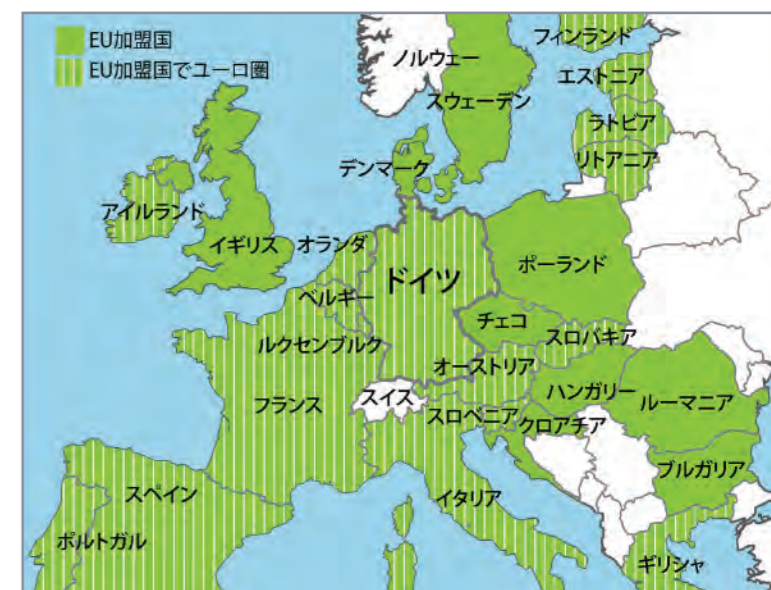 EU加盟国
EU加盟国でユーロ圏
フィンランド
ノルウェー
エストニア
スウェーデン
ラトビア
リトアニア
デンマーク
アイルランド
イギリス
オランダ
ポーランド
ドイツ
ベルギー
チェコ
スロバキア
ルクセンブルク
オーストリア
スイス
ハンガリー
ルーマニア
フランス
スロベニア
クロアチア
ブルガリア
スペイン
イタリア
ポルトガル
ギリシャ